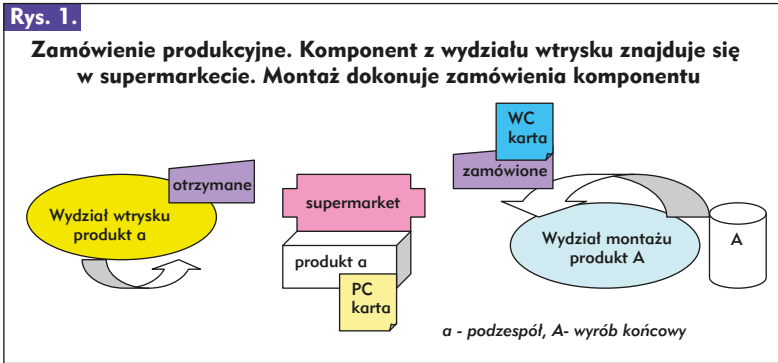 Rys. 1.
Zamówienie produkcyjne. Komponent z wydziału wtrysku znajduje się
w supermarkecie. Montaż dokonuje zamówienia komponentu
otrzymane
Wydział wtrysku
produkt a
supermarket
produkt a
PC
karta
WC
karta
zamówione
Wydział montażu
produkt A
A
a - podzespół, A- wyrób końcowy